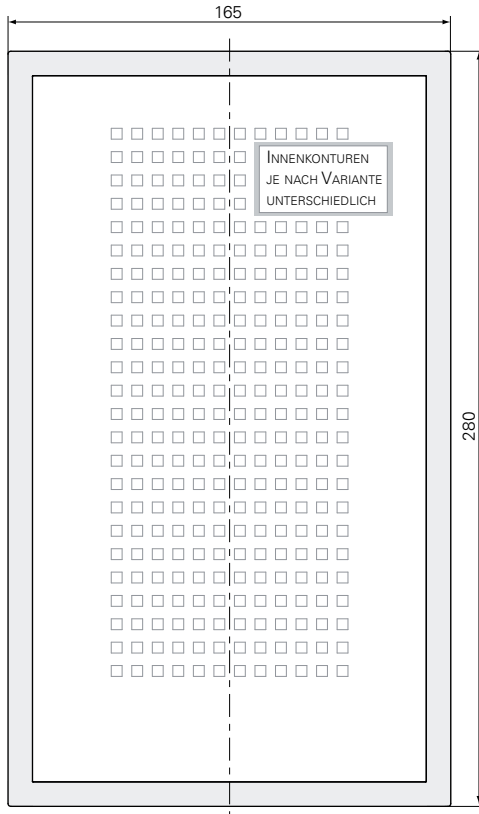 165
INNENKONTUREN
JE NACH VARIANTE
UNTERSCHIEDLICH
280